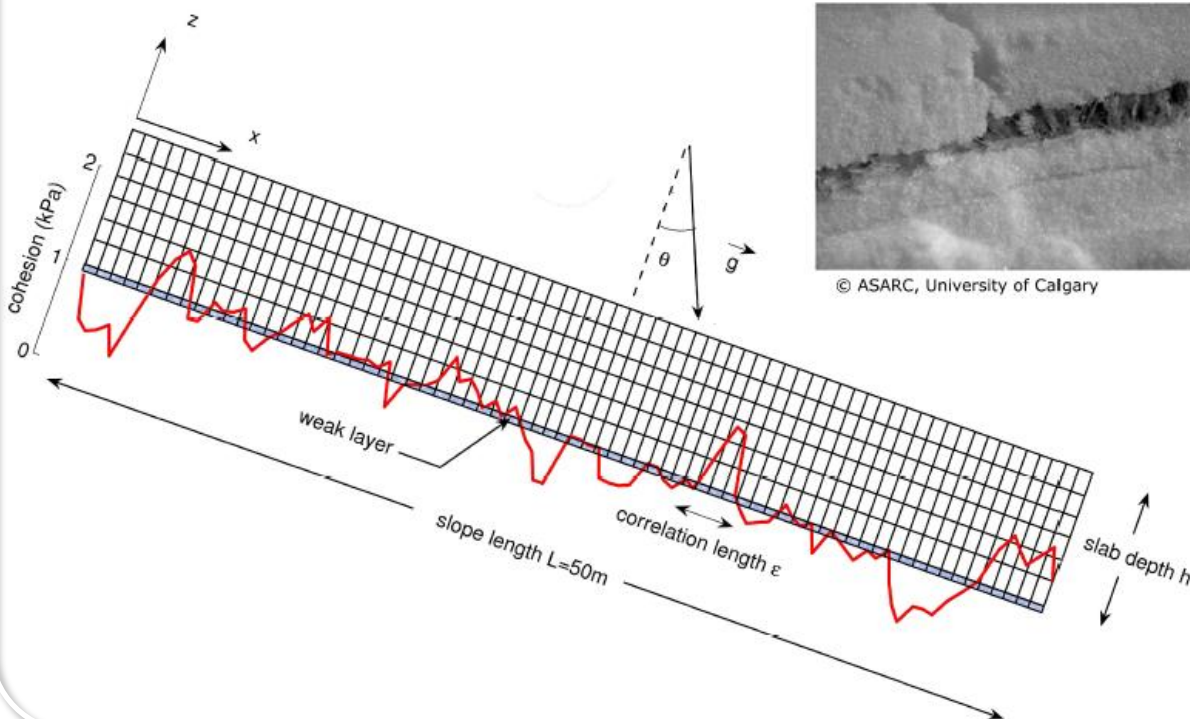 z
x
2
cohesion (kPa)
1
0
θ
g
© ASARC, University of Calgary
weak layer
correlation length ε
slope length L=50m
slab depth h